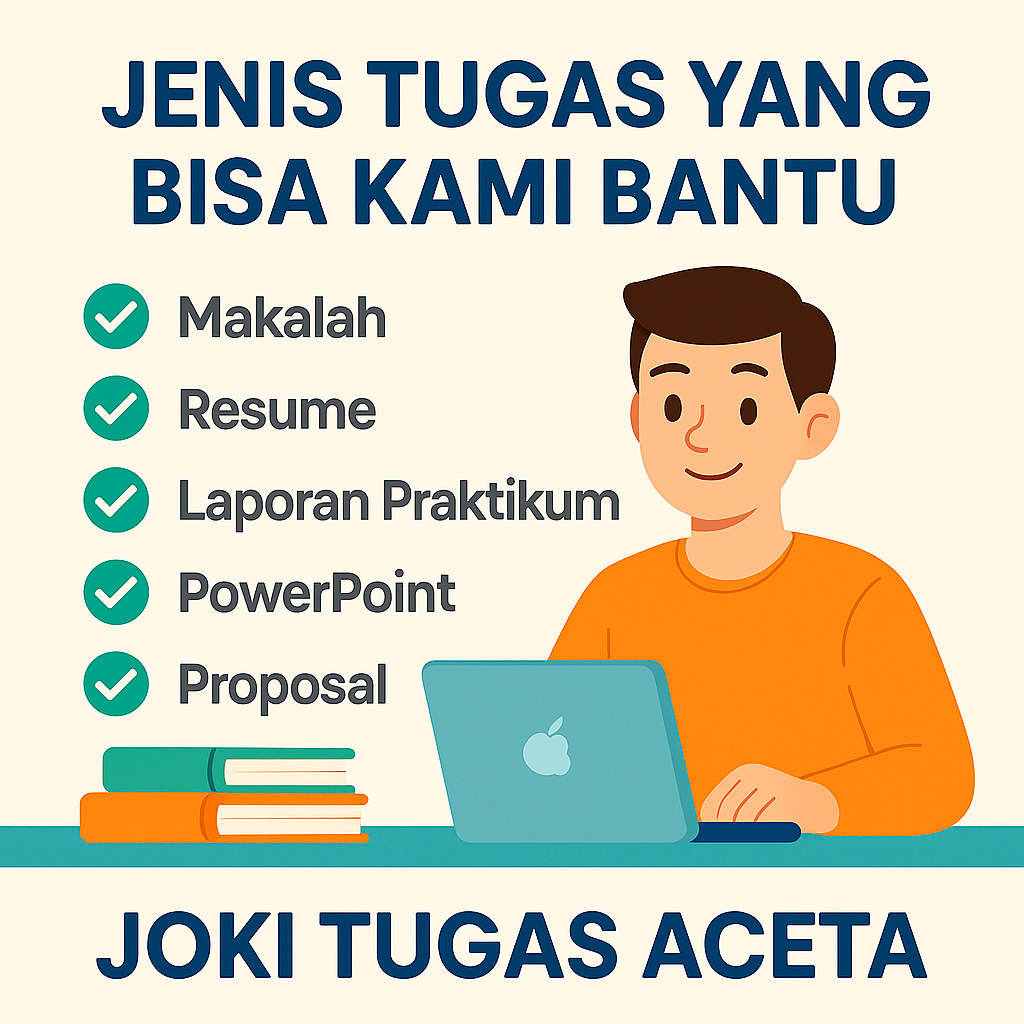 JENIS TUGAS YANG
BISA KAMI BANTU
Makalah
Resume
Laporan Praktikum
PowerPoint
Proposal
JOKI TUGAS ACETA